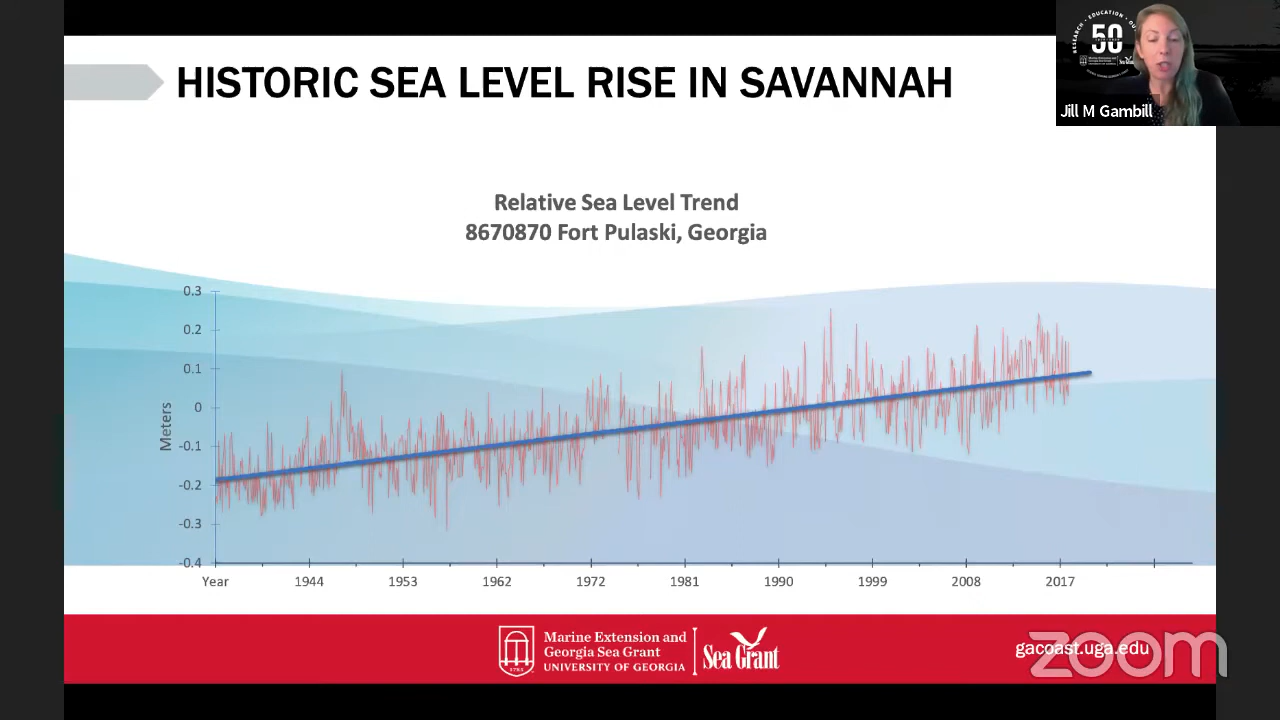 HISTORIC SEA LEVEL RISE IN SAVANNAH
50
Jill M Gambill
Relative Sea Level Trend
8670870 Fort Pulaski, Georgia
Meters
0.3
0.2
0.1
0
-0.1
-0.2
-0.3
-0.4
Year 1944 1953 1962 1972 1981 1990 1999 2008 2017
Marine Extension and
Georgia Sea Grant
UNIVERSITY OF GEORGIA
Sea Grant
gacoast.uga.edu
zoom